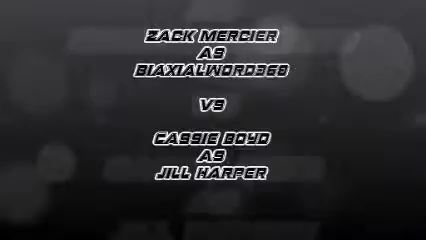 ZACK MERCIER
AS
BIAXIALWORD368
VS
CASSIE BOYD
AS
JILL HARPER